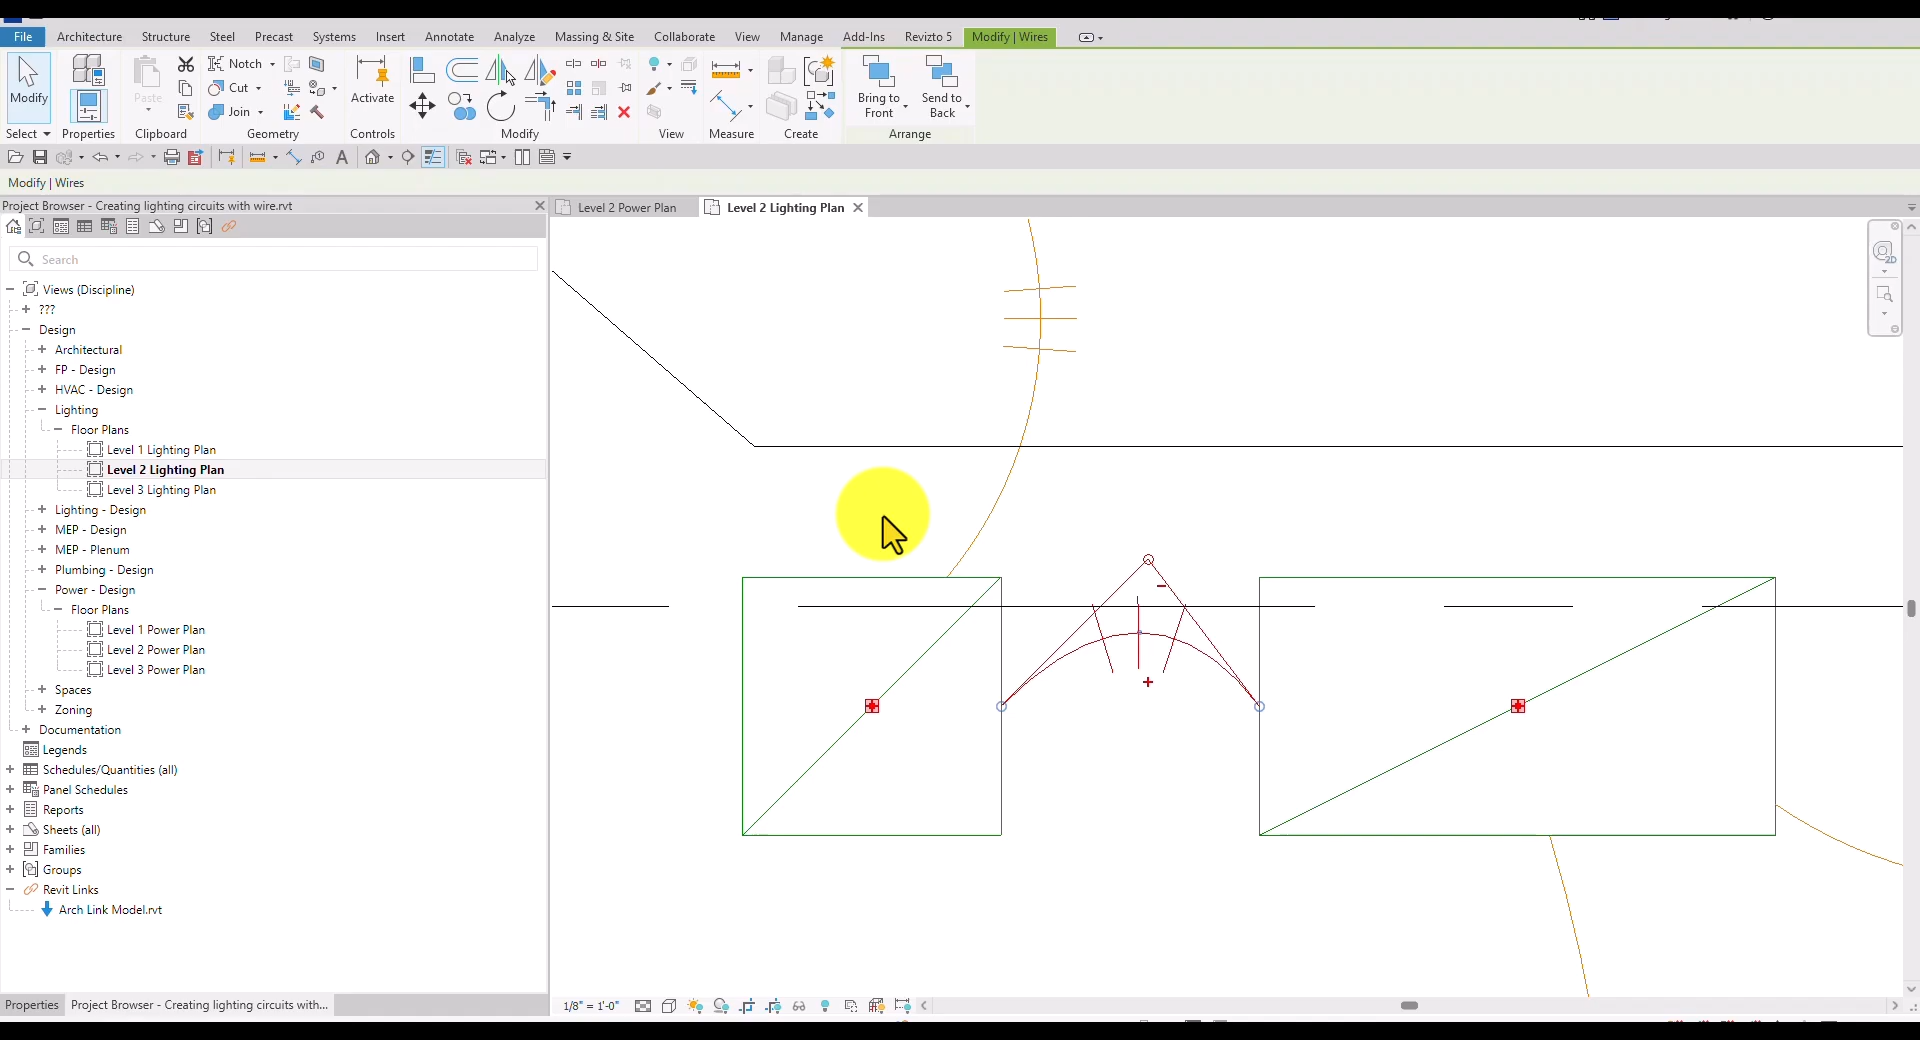 File Architecture Structure Steel Precast Systems Insert Annotate Analyze Massing & Site Collaborate View Manage Add-Ins Revizto 5 Modify | Wires
Modify
Paste
Notch
Cut
Join
Activate
Bring to Front
Send to Back
Select Properties Clipboard Geometry Controls Modify View Measure Create Arrange
Modify | Wires
Project Browser - Creating lighting circuits with wire.rvt
Level 2 Power Plan
Level 2 Lighting Plan
Search
2D
Views (Discipline)
???
Design
Architectural
FP - Design
HVAC - Design
Lighting
Floor Plans
Level 1 Lighting Plan
Level 2 Lighting Plan
Level 3 Lighting Plan
Lighting - Design
MEP - Design
MEP - Plenum
Plumbing - Design
Power - Design
Floor Plans
Level 1 Power Plan
Level 2 Power Plan
Level 3 Power Plan
Spaces
Zoning
Documentation
Legends
Schedules/Quantities (all)
Panel Schedules
Reports
Sheets (all)
Families
Groups
Revit Links
Arch Link Model.rvt
Properties
Project Browser - Creating lighting circuits with...
1/8" = 1'-0"